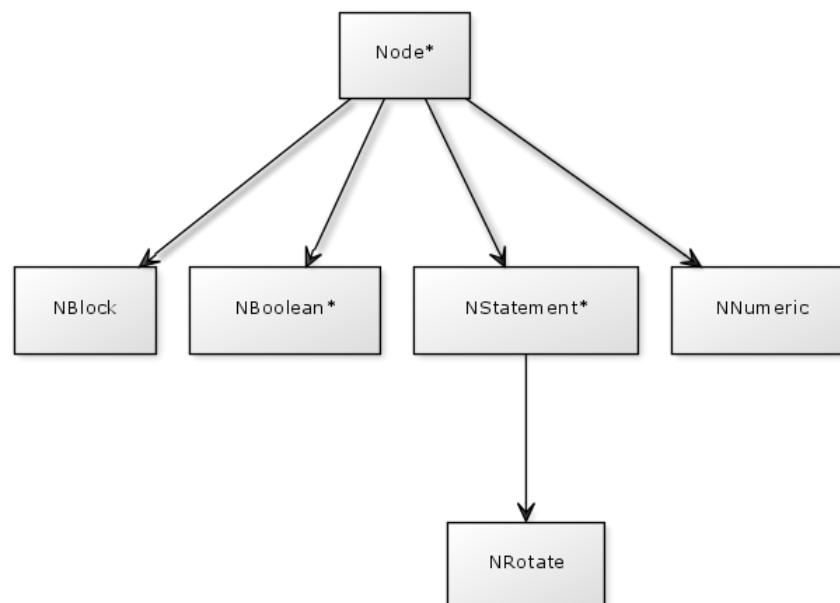 Node*
NBlock
NBoolean*
NStatement*
NNumeric
NRotate